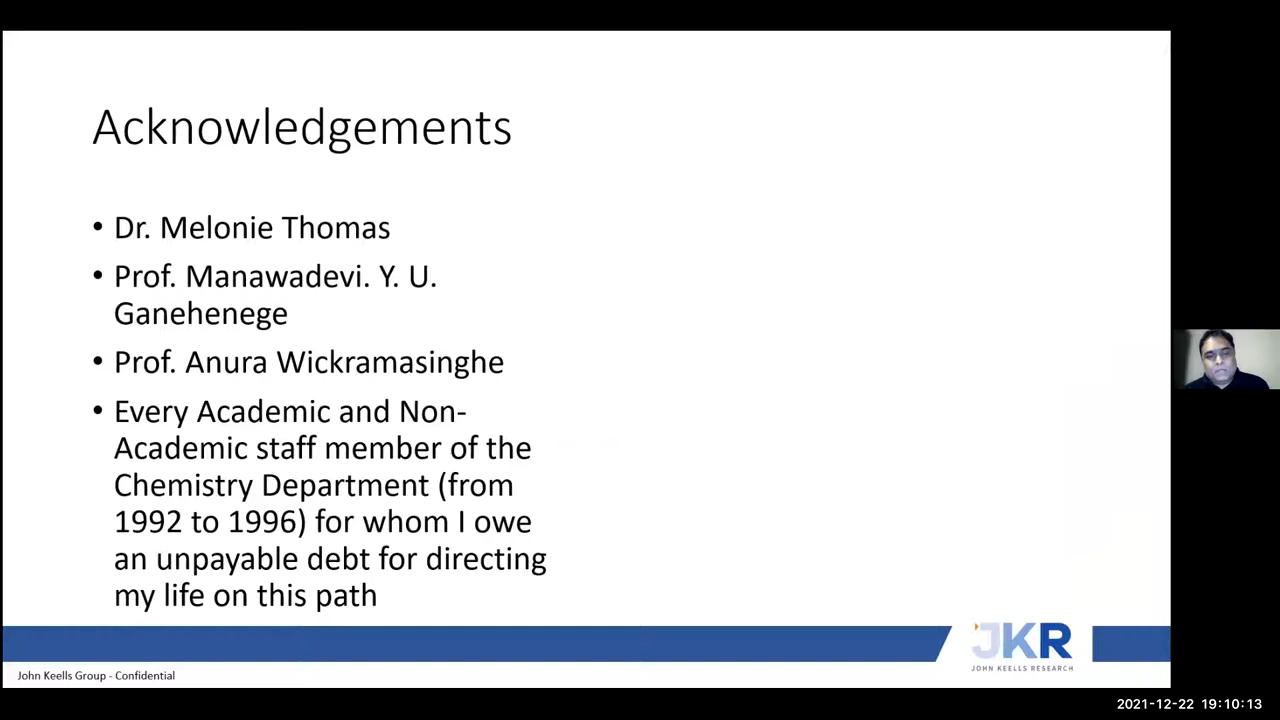 Acknowledgements
• Dr. Melonie Thomas
• Prof. Manawadevi. Y. U.
Ganehenege
• Prof. Anura Wickramasinghe
• Every Academic and Non-
Academic staff member of the
Chemistry Department (from
1992 to 1996) for whom I owe
an unpayable debt for directing
my life on this path
JKR
JOHN KEELLS RESEARCH
John Keells Group - Confidential
2021-12-22 19:10:13